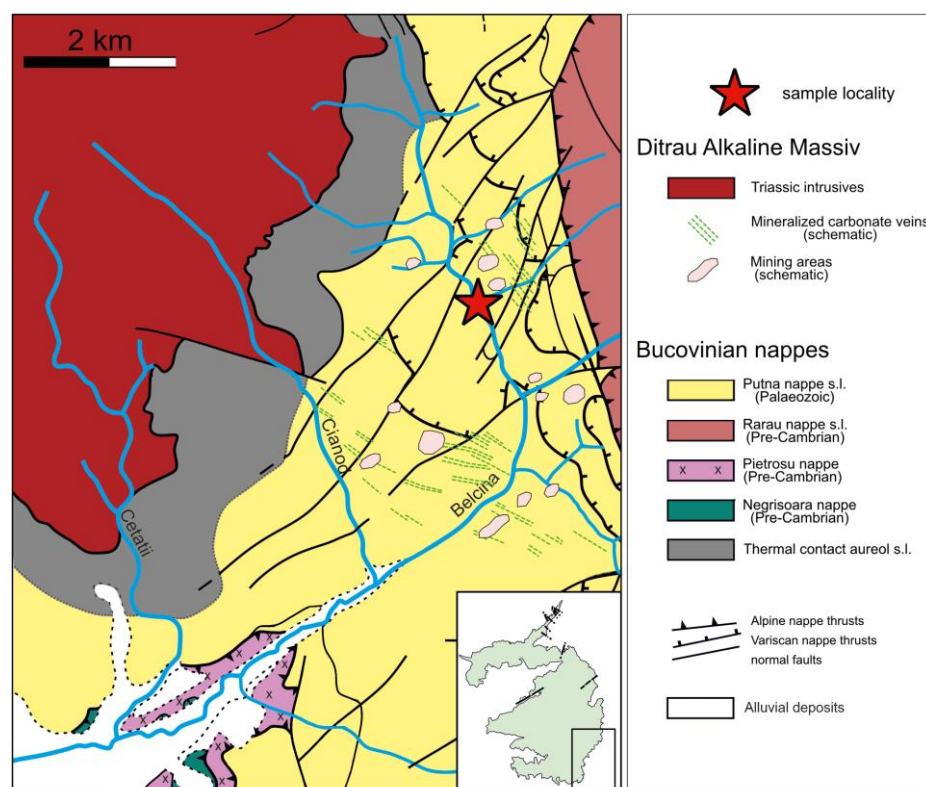 2 km
Cianod
Belcina
Cetatii
x
x
x
x
x
x
x
x
x
x
sample locality
Ditrau Alkaline Massiv
Triassic intrusives
Mineralized carbonate veins
(schematic)
Mining areas
(schematic)
Bucovinian nappes
Putna nappe s.l.
(Palaeozoic)
Rarau nappe s.l.
(Pre-Cambrian)
x x
Pietrosu nappe
(Pre-Cambrian)
Negrisoara nappe
(Pre-Cambrian)
Thermal contact aureol s.l.
Alpine nappe thrusts
Variscan nappe thrusts
normal faults
Alluvial deposits